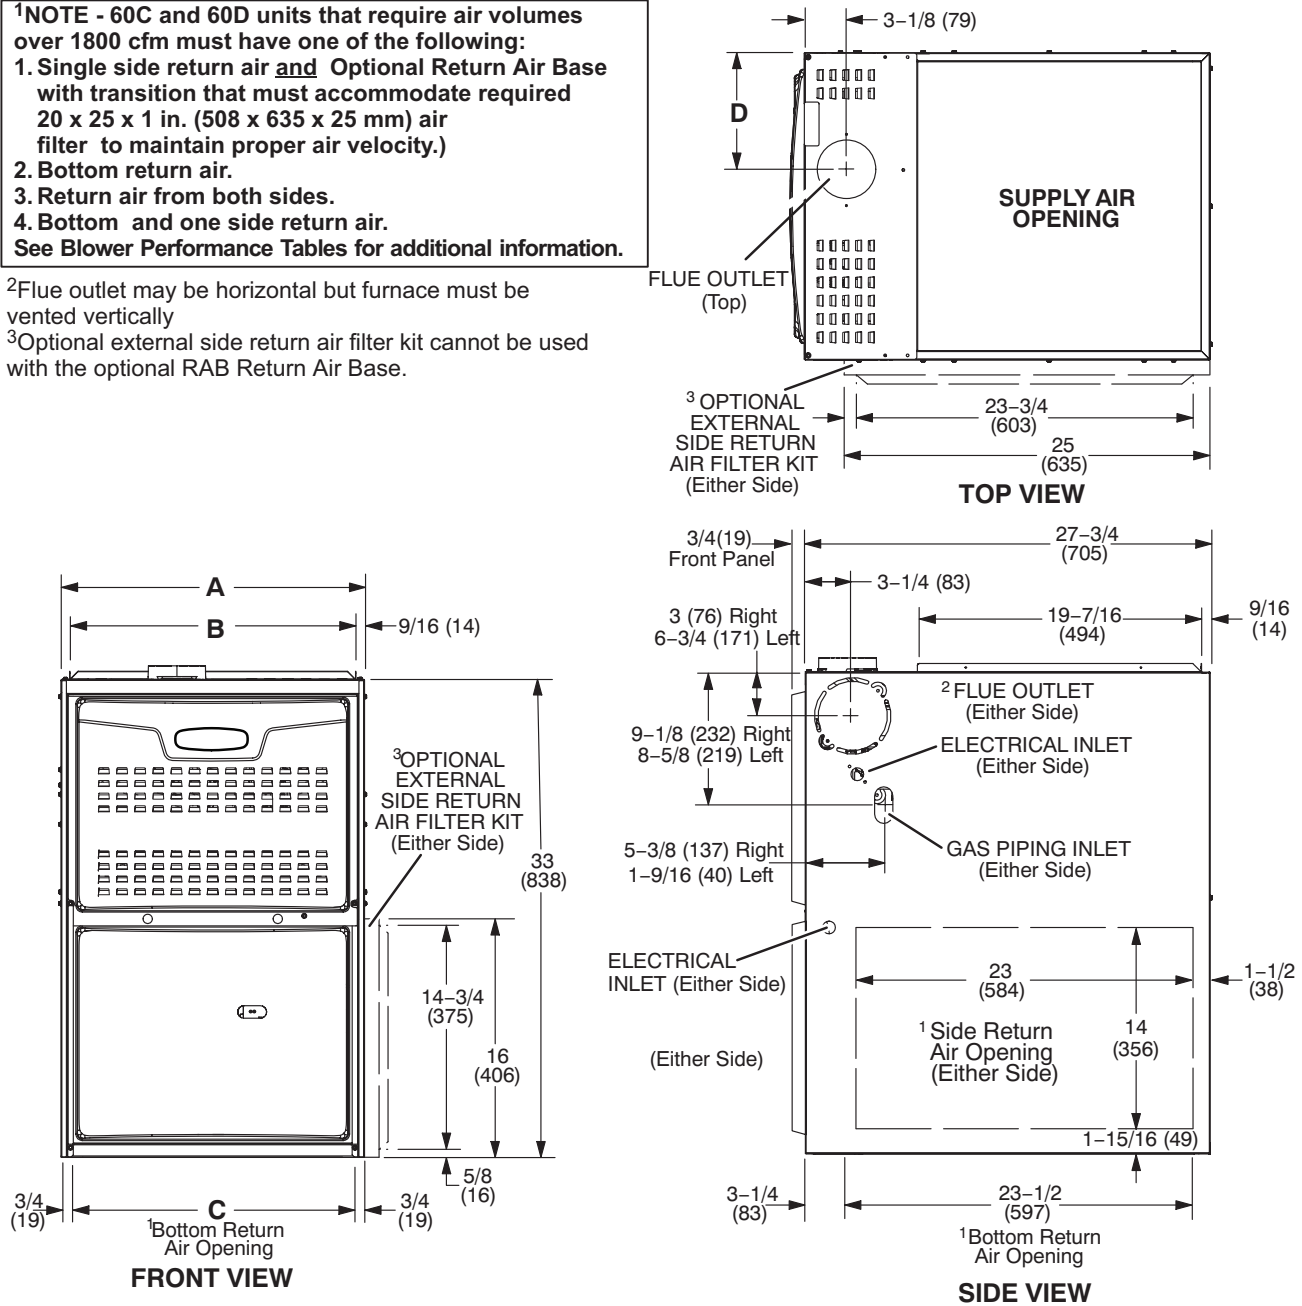 1NOTE - 60C and 60D units that require air volumes
over 1800 cfm must have one of the following:
1. Single side return air and Optional Return Air Base
with transition that must accommodate required
20 x 25 x 1 in. (508 x 635 x 25 mm) air
filter to maintain proper air velocity.)
2. Bottom return air.
3. Return air from both sides.
4. Bottom and one side return air.
See Blower Performance Tables for additional information.
2Flue outlet may be horizontal but furnace must be
vented vertically
3Optional external side return air filter kit cannot be used
with the optional RAB Return Air Base.
3–1/8 (79)
D
SUPPLY AIR
OPENING
FLUE OUTLET
(Top)
3 OPTIONAL
EXTERNAL
SIDE RETURN
AIR FILTER KIT
(Either Side)
23–3/4
(603)
25
(635)
TOP VIEW
A
B
9/16 (14)
3OPTIONAL
EXTERNAL
SIDE RETURN
AIR FILTER KIT
(Either Side)
33
(838)
14–3/4
(375)
16
(406)
5/8
(16)
3/4
(19)
C
3/4
(19)
1Bottom Return
Air Opening
FRONT VIEW
3/4(19)
Front Panel
27–3/4
(705)
3–1/4 (83)
3 (76) Right
6–3/4 (171) Left
19–7/16
(494)
9/16
(14)
2 FLUE OUTLET
(Either Side)
9–1/8 (232) Right
8–5/8 (219) Left
ELECTRICAL INLET
(Either Side)
5–3/8 (137) Right
1–9/16 (40) Left
GAS PIPING INLET
(Either Side)
ELECTRICAL
INLET (Either Side)
23
(584)
1–1/2
(38)
1 Side Return
Air Opening
(Either Side)
14
(356)
(Either Side)
1–15/16 (49)
3–1/4
(83)
23–1/2
(597)
1Bottom Return
Air Opening
SIDE VIEW